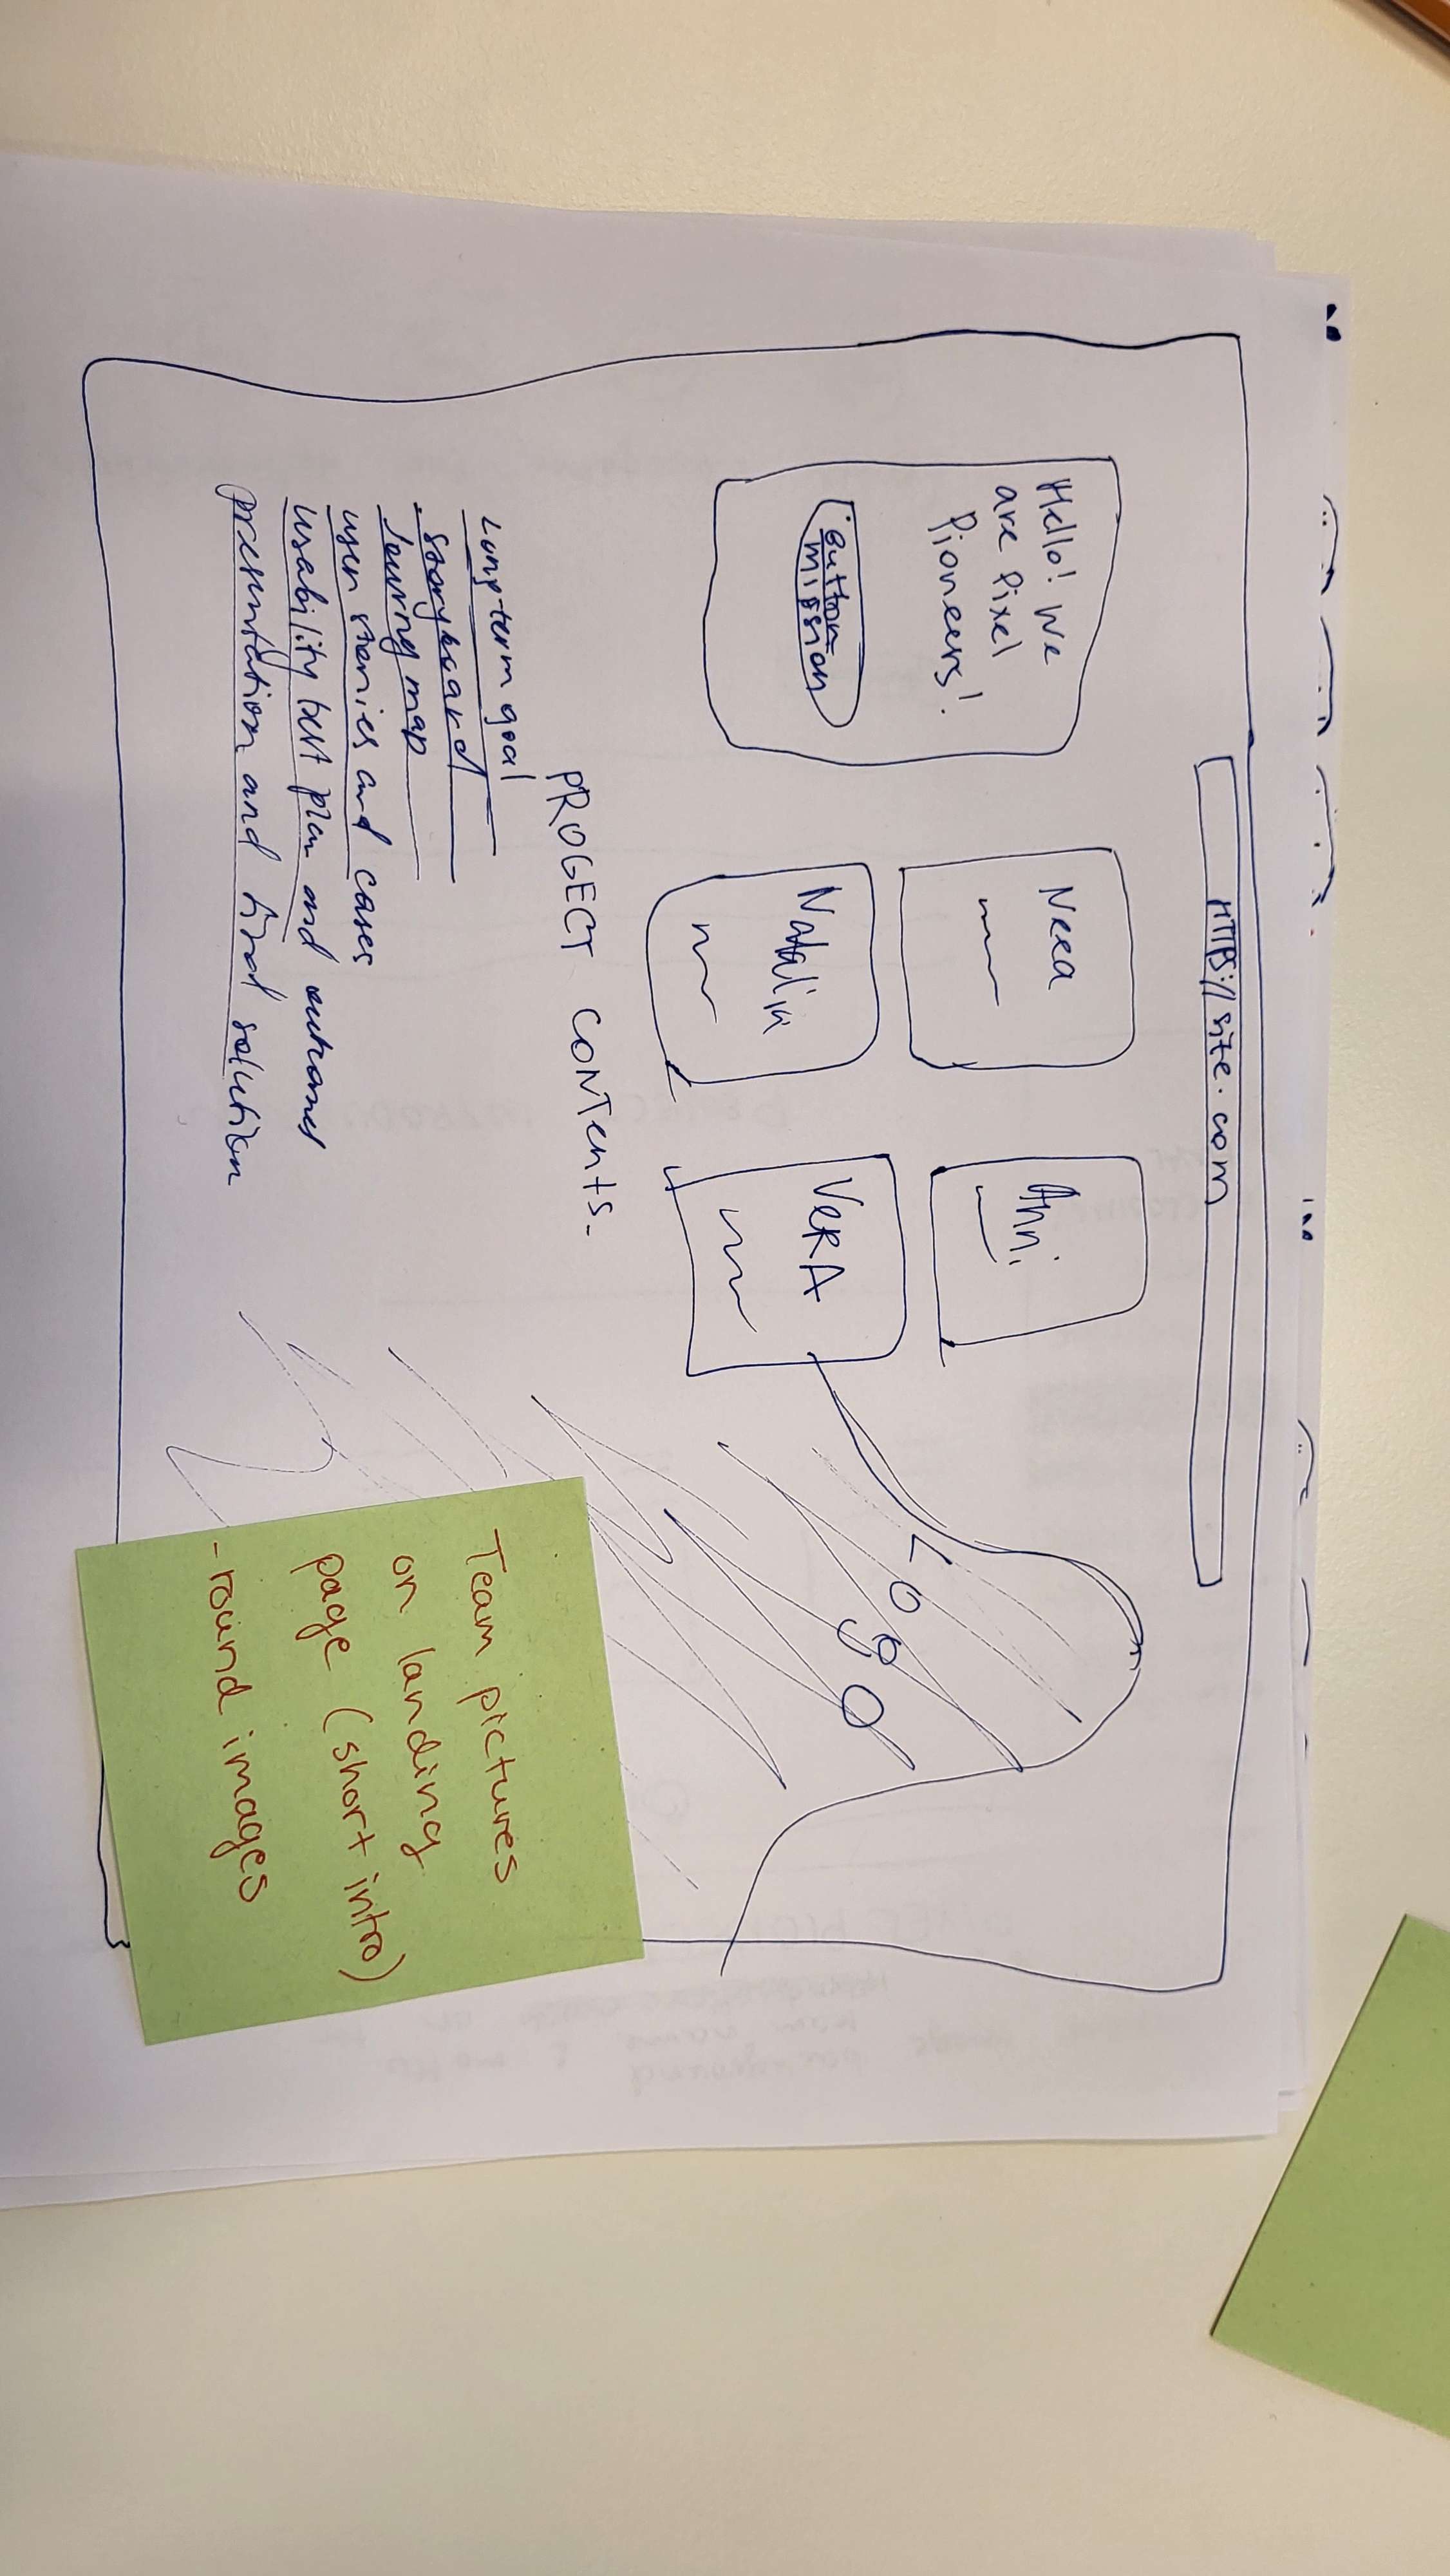 HTTPS://site.com
Hello! We
are Pixel
Pioneers!
Button
mission
Neea
Anni
Natalia
VERA
Logo
PROGECT CONTents
Long-term goal
Storyboard
Journy map
user stories and cases
usability test plan and outcomes
presentation and final solution
Team pictures
on landing
page (short intro)
- round images